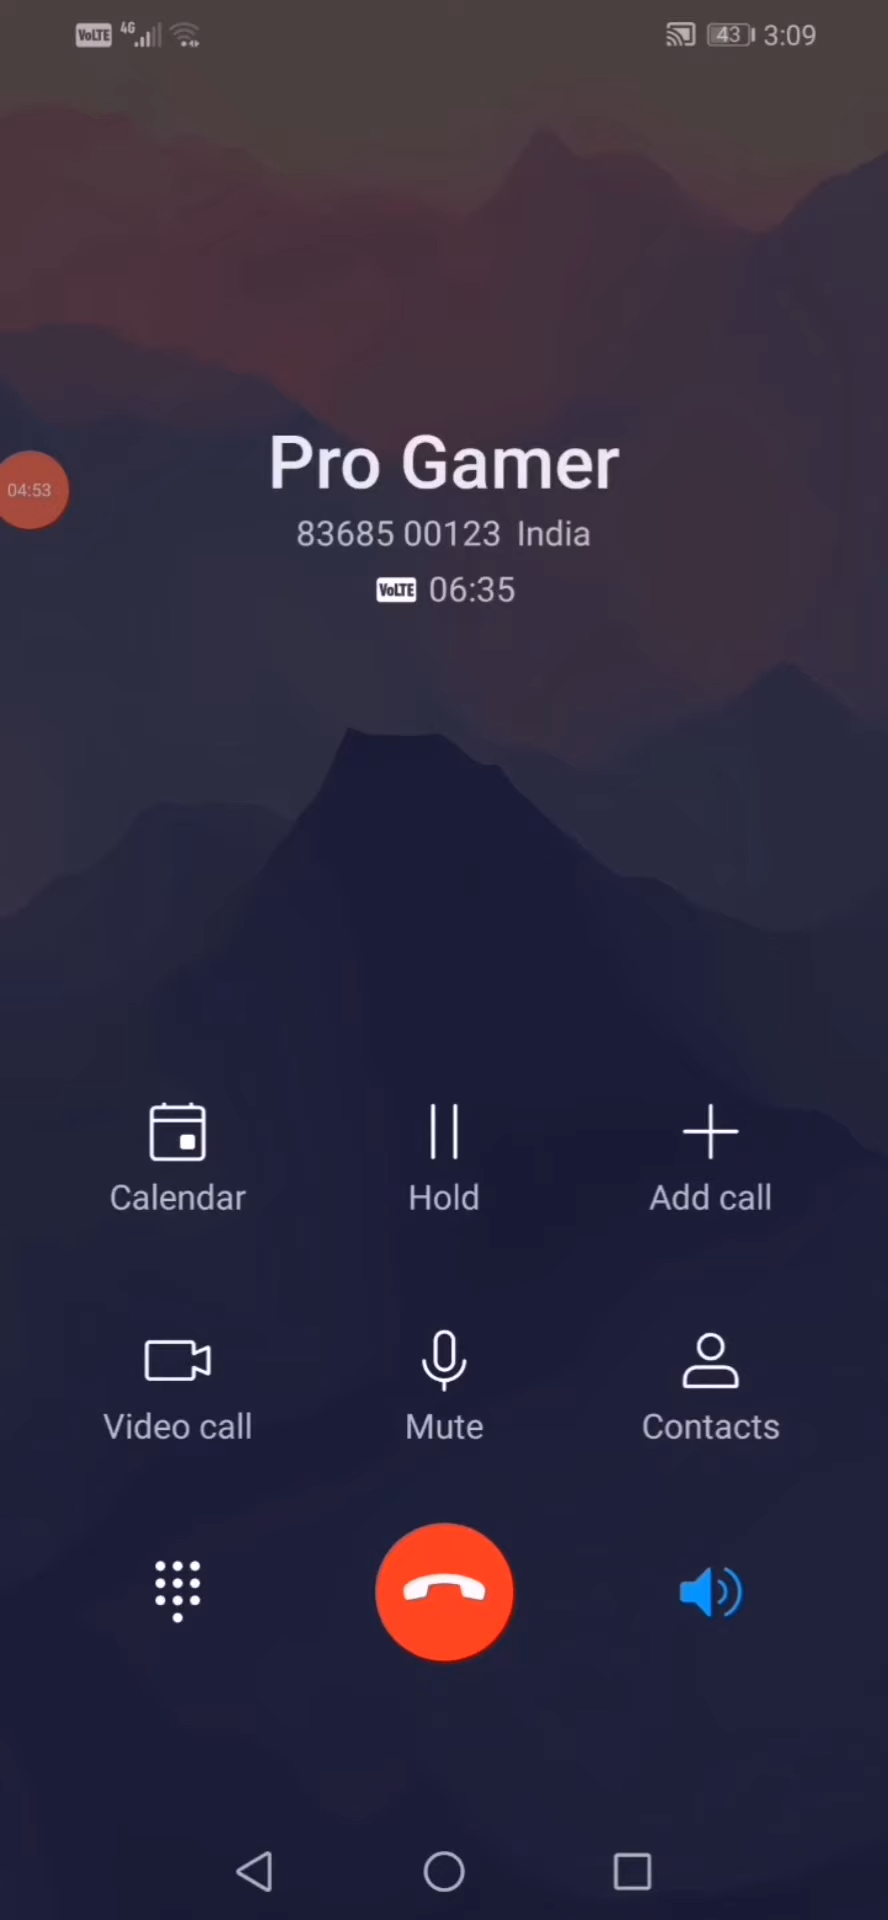 VoLTE 4G 43 3:09
Pro Gamer
04:53
83685 00123 India
VoLTE 06:35
Calendar Hold Add call
Video call Mute Contacts